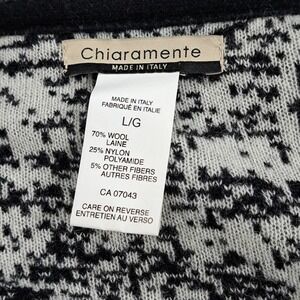 Chiaramente
MADE IN ITALY
MADE IN ITALY
FABRIQUÉ EN ITALIE
L/G
70% WOOL
LAINE
25% NYLON
POLYAMIDE
5% OTHER FIBERS
AUTRES FIBRES
CA 07043
CARE ON REVERSE
ENTRETIEN AU VERSO